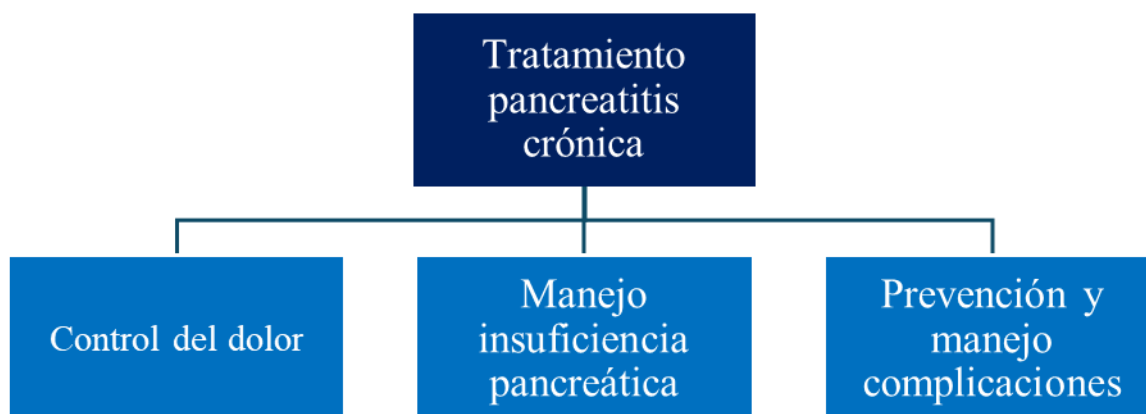 Tratamiento
pancreatitis
crónica
Control del dolor
Manejo
insuficiencia
pancreática
Prevención y
manejo
complicaciones